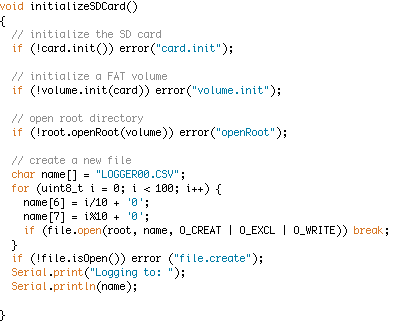 void initializeSDCard()
{
// initialize the SD card
if (!card.init()) error("card.init");
// initialize a FAT volume
if (!volume.init(card)) error("volume.init");
// open root directory
if (!root.openRoot(volume)) error("openRoot");
// create a new file
char name[] = "LOGGER00.CSV";
for (uint8_t i = 0; i < 100; i++) {
name[6] = i/10 + '0';
name[7] = i%10 + '0';
if (file.open(root, name, O_CREAT | O_EXCL | O_WRITE)) break;
}
if (!file.isOpen()) error ("file.create");
Serial.print("Logging to: ");
Serial.println(name);
}